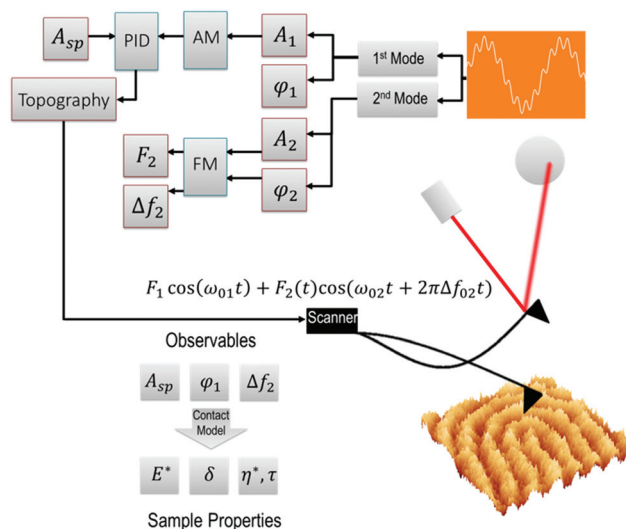 A_sp
PID
AM
A_1
1st Mode
φ_1
2nd Mode
Topography
A_2
F_2
FM
φ_2
Δf_2
F_1 cos(ω_01 t) + F_2(t)cos(ω_02 t + 2πΔf_02 t)
Scanner
Observables
A_sp φ_1 Δf_2
Contact
Model
E* δ η*, τ
Sample Properties